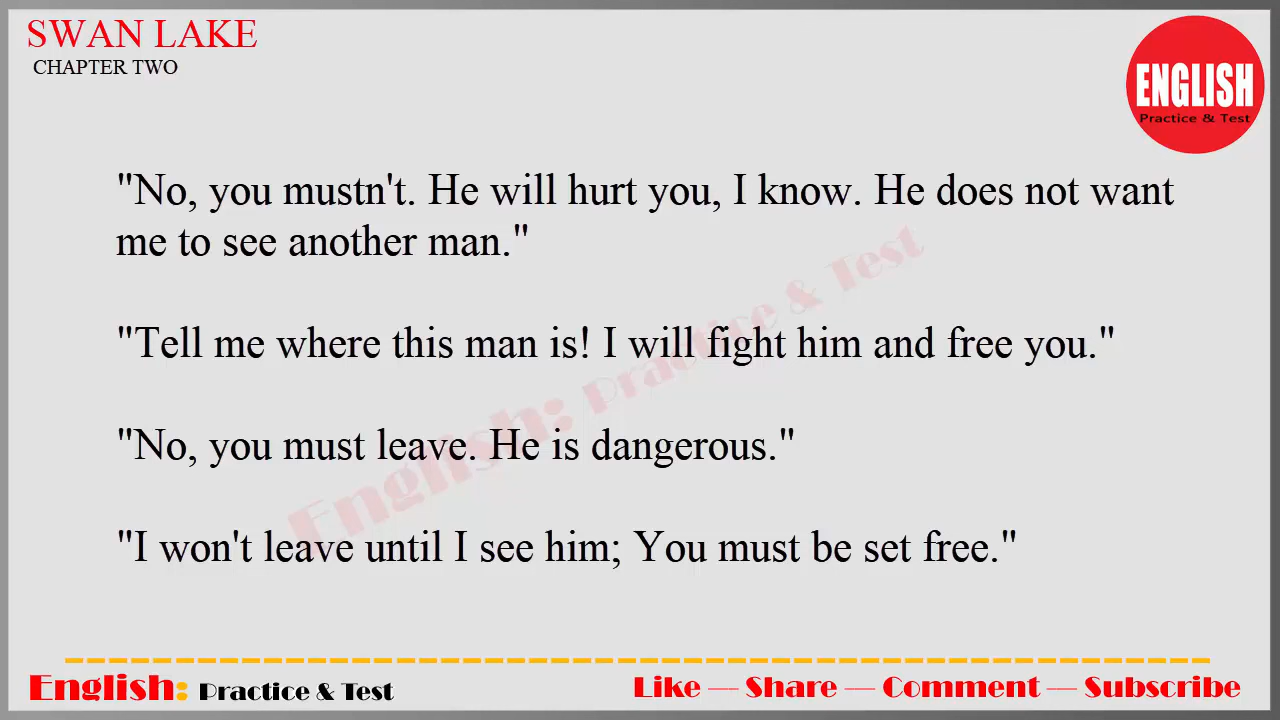 SWAN LAKE
CHAPTER TWO
ENGLISH
Practice & Test
"No, you mustn't. He will hurt you, I know. He does not want
me to see another man."
"Tell me where this man is! I will fight him and free you."
"No, you must leave. He is dangerous."
"I won't leave until I see him; You must be set free."
English: Practice & Test
English: Practice & Test
Like — Share — Comment — Subscribe